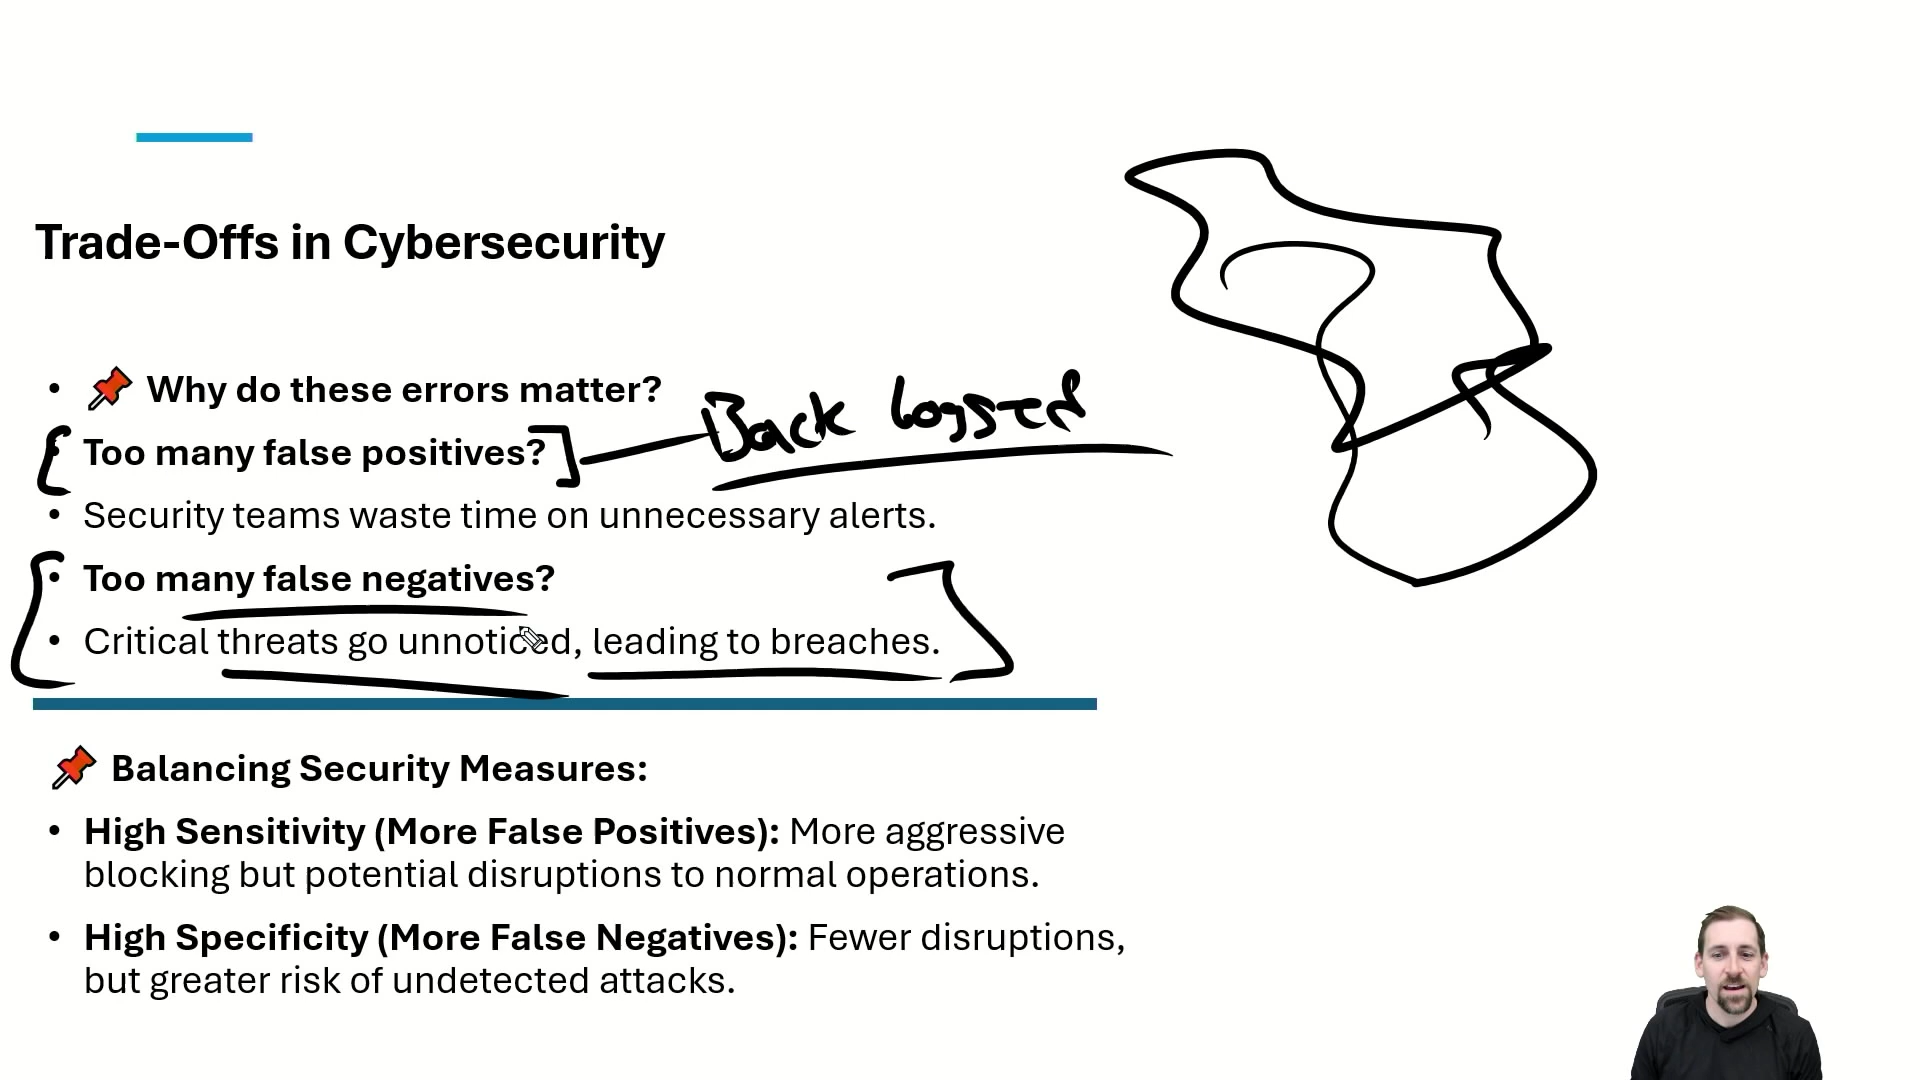 Trade-Offs in Cybersecurity
• 📌 Why do these errors matter?
• Too many false positives?
Back logged
• Security teams waste time on unnecessary alerts.
• Too many false negatives?
• Critical threats go unnoticed, leading to breaches.
📌 Balancing Security Measures:
• High Sensitivity (More False Positives): More aggressive
blocking but potential disruptions to normal operations.
• High Specificity (More False Negatives): Fewer disruptions,
but greater risk of undetected attacks.